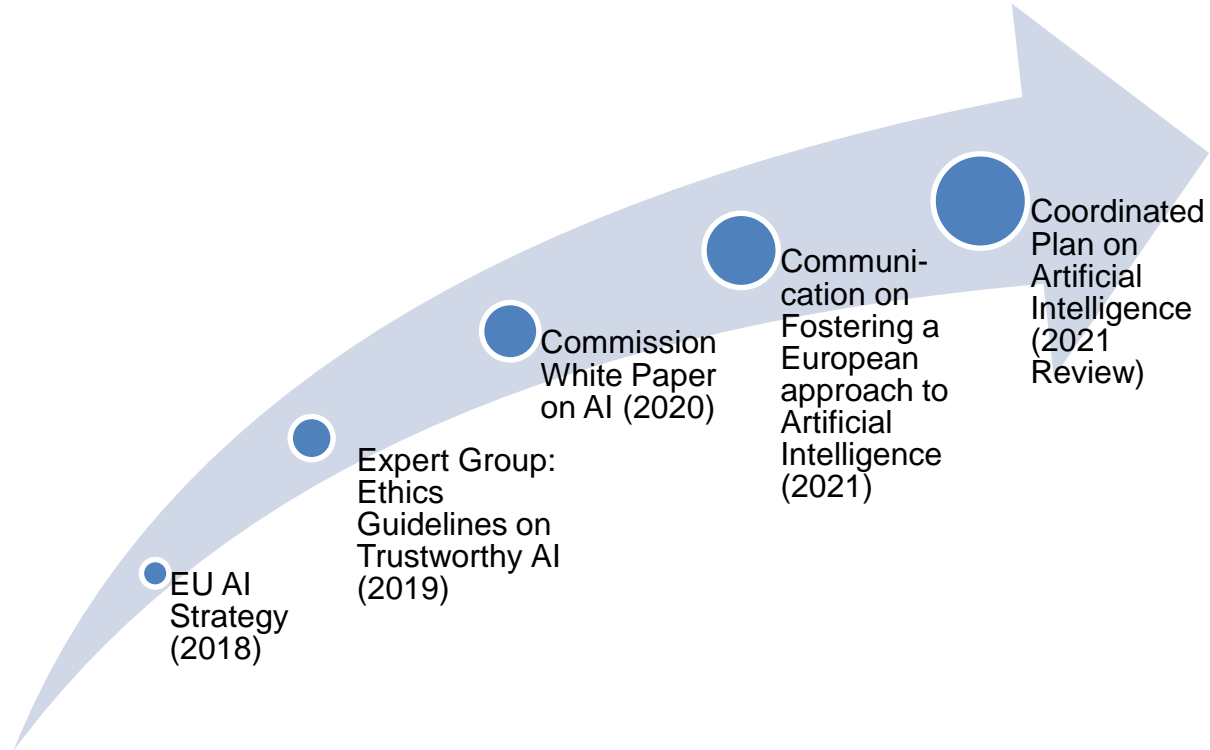 EU AI
Strategy
(2018)
Expert Group:
Ethics
Guidelines on
Trustworthy AI
(2019)
Commission
White Paper
on AI (2020)
Communi-
cation on
Fostering a
European
approach to
Artificial
Intelligence
(2021)
Coordinated
Plan on
Artificial
Intelligence
(2021
Review)